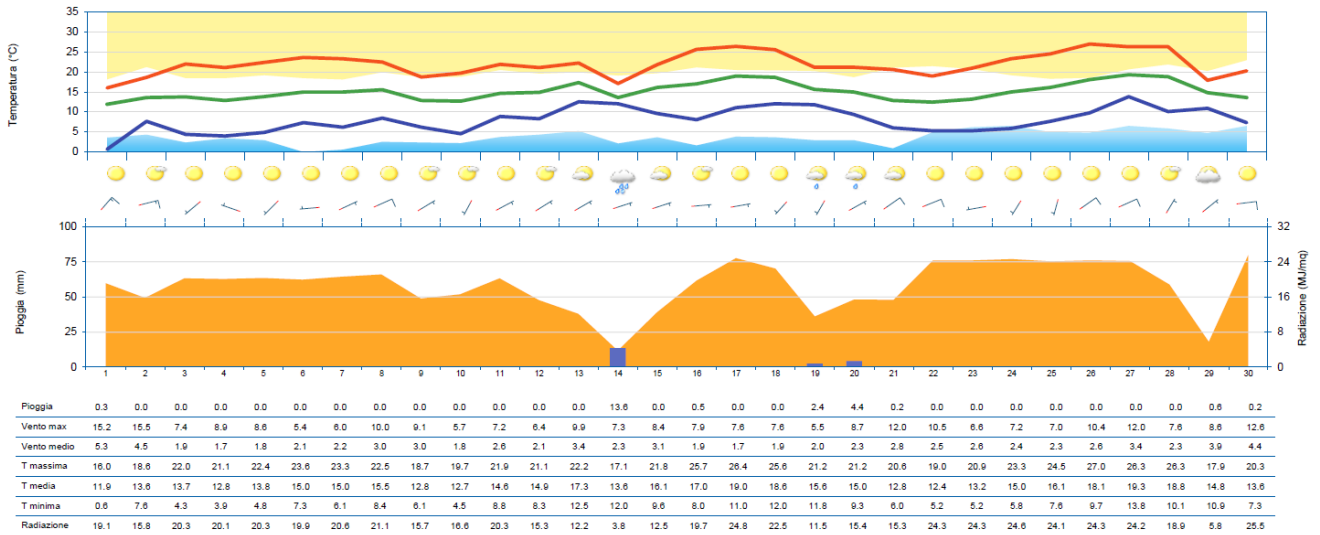 35
30
25
20
15
10
5
0
Temperatura (°C)
100
75
50
25
0
Pioggia (mm)
32
24
16
8
0
Radiazione (MJ/mq)
1 2 3 4 5 6 7 8 9 10 11 12 13 14 15 16 17 18 19 20 21 22 23 24 25 26 27 28 29 30
Pioggia 0.3 0.0 0.0 0.0 0.0 0.0 0.0 0.0 0.0 0.0 0.0 0.0 0.0 13.6 0.0 0.5 0.0 0.0 2.4 4.4 0.2 0.0 0.0 0.0 0.0 0.0 0.0 0.0 0.6 0.2
Vento max 15.2 15.5 7.4 8.9 8.6 5.4 6.0 10.0 9.1 5.7 7.2 6.4 9.9 7.3 8.4 7.9 7.6 7.6 5.5 8.7 12.0 10.5 6.6 7.2 7.0 10.4 12.0 7.6 8.6 12.6
Vento medio 5.3 4.5 1.9 1.7 1.8 2.1 2.2 3.0 3.0 1.8 2.6 2.1 3.4 2.3 3.1 1.9 1.7 1.9 2.0 2.3 2.8 2.5 2.6 2.4 2.3 2.6 3.4 2.3 3.9 4.4
T massima 16.0 18.6 22.0 21.1 22.4 23.6 23.3 22.5 18.7 19.7 21.9 21.1 22.2 17.1 21.8 25.7 26.4 25.6 21.2 21.2 20.6 19.0 20.9 23.3 24.5 27.0 26.3 26.3 17.9 20.3
T media 11.9 13.6 13.7 12.8 13.8 15.0 15.0 15.5 12.8 12.7 14.6 14.9 17.3 13.6 16.1 17.0 19.0 18.6 15.6 15.0 12.8 12.4 13.2 15.0 16.1 18.1 19.3 18.8 14.8 13.6
T minima 0.6 7.6 4.3 3.9 4.8 7.3 6.1 8.4 6.1 4.5 8.8 8.3 12.5 12.0 9.6 8.0 11.0 12.0 11.8 9.3 6.0 5.2 5.2 5.8 7.6 9.7 13.8 10.1 10.9 7.3
Radiazione 19.1 15.8 20.3 20.1 20.3 19.9 20.6 21.1 15.7 16.6 20.3 15.3 12.2 3.8 12.5 19.7 24.8 22.5 11.5 15.4 15.3 24.3 24.3 24.6 24.1 24.3 24.2 18.9 5.8 25.5